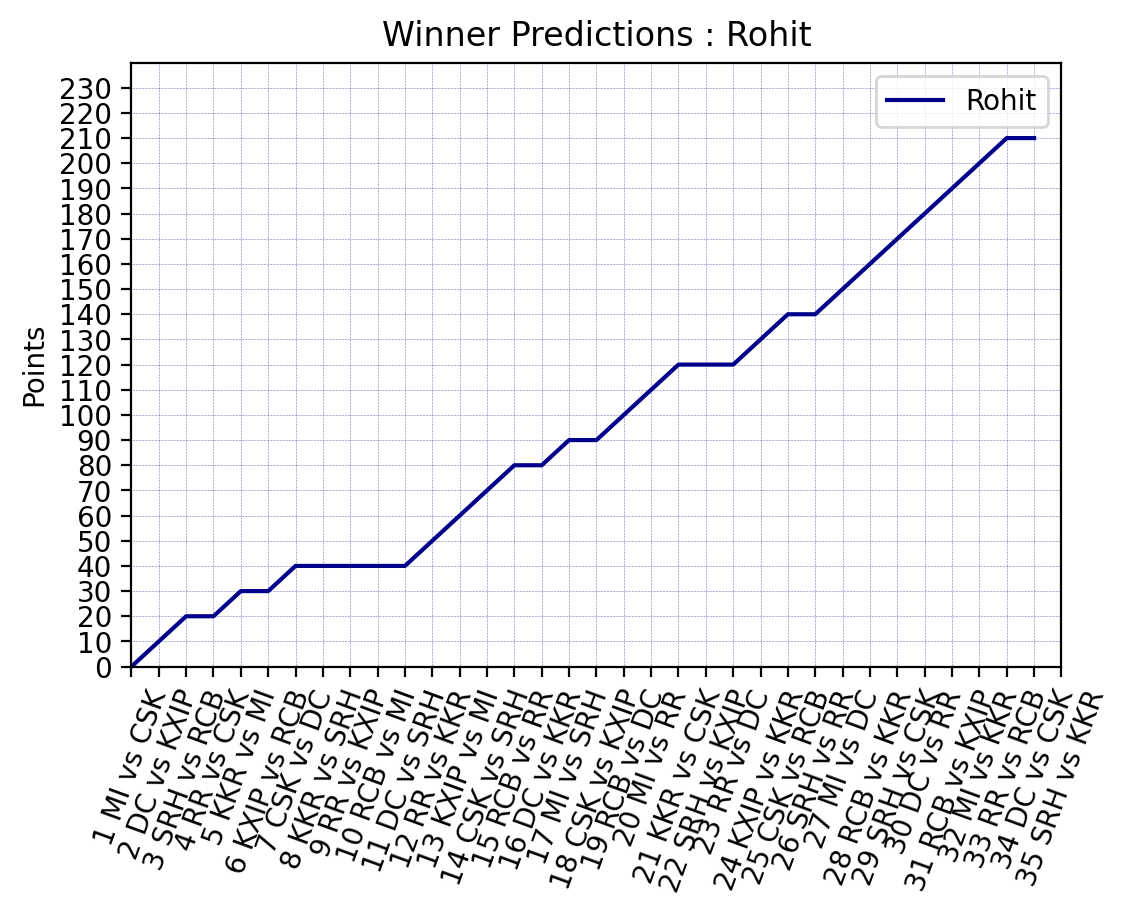 Winner Predictions : Rohit
Rohit
Points
230
220
210
200
190
180
170
160
150
140
130
120
110
100
90
80
70
60
50
40
30
20
10
0
1 MI vs CSK
2 DC vs KXIP
3 SRH vs RCB
4 RR vs CSK
5 KKR vs MI
6 KXIP vs RCB
7 CSK vs DC
8 KKR vs SRH
9 RR vs KXIP
10 RCB vs MI
11 DC vs SRH
12 RR vs KKR
13 KXIP vs MI
14 CSK vs SRH
15 RCB vs RR
16 DC vs KKR
17 MI vs SRH
18 CSK vs KXIP
19 RCB vs DC
20 MI vs RR
21 KKR vs CSK
22 SRH vs KXIP
23 RR vs DC
24 KXIP vs KKR
25 CSK vs RCB
26 SRH vs RR
27 MI vs DC
28 RCB vs KKR
29 SRH vs CSK
30 DC vs RR
31 RCB vs KXIP
32 MI vs KKR
33 RR vs RCB
34 DC vs CSK
35 SRH vs KKR